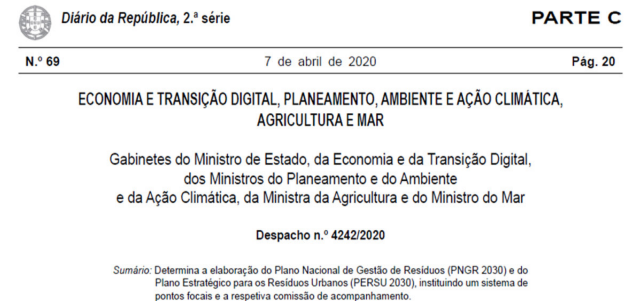 Diário da República, 2.ª série
PARTE C
N.º 69
7 de abril de 2020
Pág. 20
ECONOMIA E TRANSIÇÃO DIGITAL, PLANEAMENTO, AMBIENTE E AÇÃO CLIMÁTICA,
AGRICULTURA E MAR
Gabinetes do Ministro de Estado, da Economia e da Transição Digital,
dos Ministros do Planeamento e do Ambiente
e da Ação Climática, da Ministra da Agricultura e do Ministro do Mar
Despacho n.º 4242/2020
Sumário: Determina a elaboração do Plano Nacional de Gestão de Resíduos (PNGR 2030) e do
Plano Estratégico para os Resíduos Urbanos (PERSU 2030), instituindo um sistema de
pontos focais e a respetiva comissão de acompanhamento.